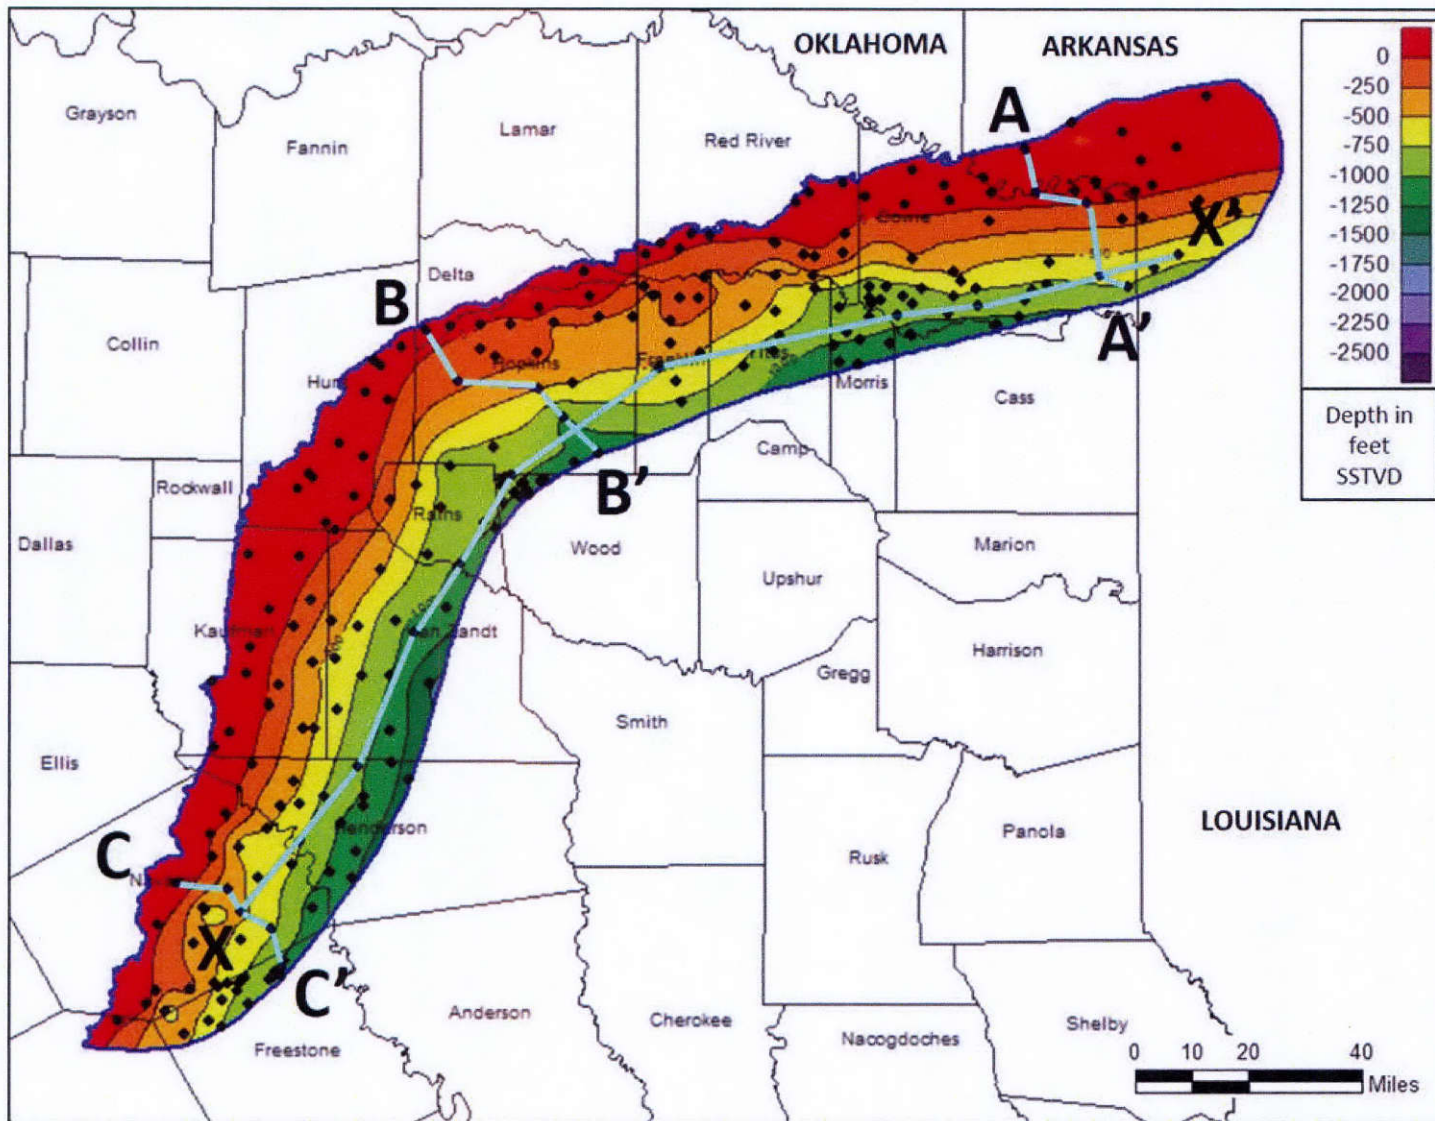 OKLAHOMA
ARKANSAS
Grayson
Fannin
Lamar
Red River
A
0
-250
-500
-750
-1000
-1250
-1500
-1750
-2000
-2250
-2500
Depth in
feet
SSTVD
X'
Delta
B
A'
Collin
Hopkins
Franklin
Morris
Cass
Camp
Rockwall
B'
Rains
Dallas
Wood
Marion
Upshur
Kaufman
Harrison
Gregg
Smith
Ellis
LOUISIANA
Henderson
Panola
Rusk
C
X
C'
Anderson
Cherokee
Nacogdoches
Shelby
Freestone
0 10 20 40
Miles